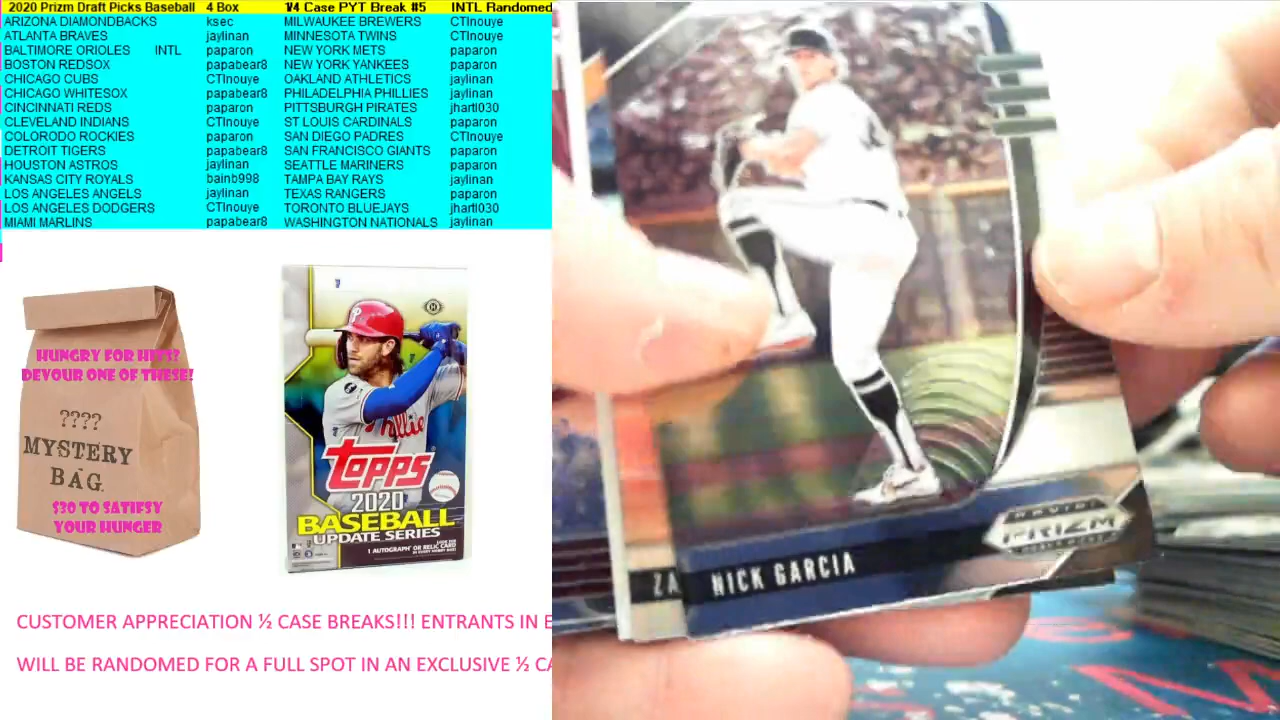 2020 Prizm Draft Picks Baseball 4 Box 1/4 Case PYT Break #5 INTL Randomed
ARIZONA DIAMONDBACKS ksec MILWAUKEE BREWERS CTInouye
ATLANTA BRAVES jaylinan MINNESOTA TWINS CTInouye
BALTIMORE ORIOLES INTL paparon NEW YORK METS paparon
BOSTON REDSOX papabear8 NEW YORK YANKEES paparon
CHICAGO CUBS CTInouye OAKLAND ATHLETICS jaylinan
CHICAGO WHITESOX papabear8 PHILADELPHIA PHILLIES jaylinan
CINCINNATI REDS paparon PITTSBURGH PIRATES jhartl030
CLEVELAND INDIANS CTInouye ST LOUIS CARDINALS paparon
COLORODO ROCKIES paparon SAN DIEGO PADRES CTInouye
DETROIT TIGERS papabear8 SAN FRANCISCO GIANTS paparon
HOUSTON ASTROS jaylinan SEATTLE MARINERS paparon
KANSAS CITY ROYALS bainb998 TAMPA BAY RAYS jaylinan
LOS ANGELES ANGELS jaylinan TEXAS RANGERS paparon
LOS ANGELES DODGERS CTInouye TORONTO BLUEJAYS jhartl030
MIAMI MARLINS papabear8 WASHINGTON NATIONALS jaylinan
HUNGRY FOR HITS?
DEVOUR ONE OF THESE!
????
MYSTERY
BAG
$30 TO SATIFSY
YOUR HUNGER
Phillies
topps
2020
BASEBALL
UPDATE SERIES
1 AUTOGRAPH OR RELIC CARD
CUSTOMER APPRECIATION ½ CASE BREAKS!!! ENTRANTS IN E
WILL BE RANDOMED FOR A FULL SPOT IN AN EXCLUSIVE ½ CA
PANINI
PRIZM
ZA
NICK GARCIA